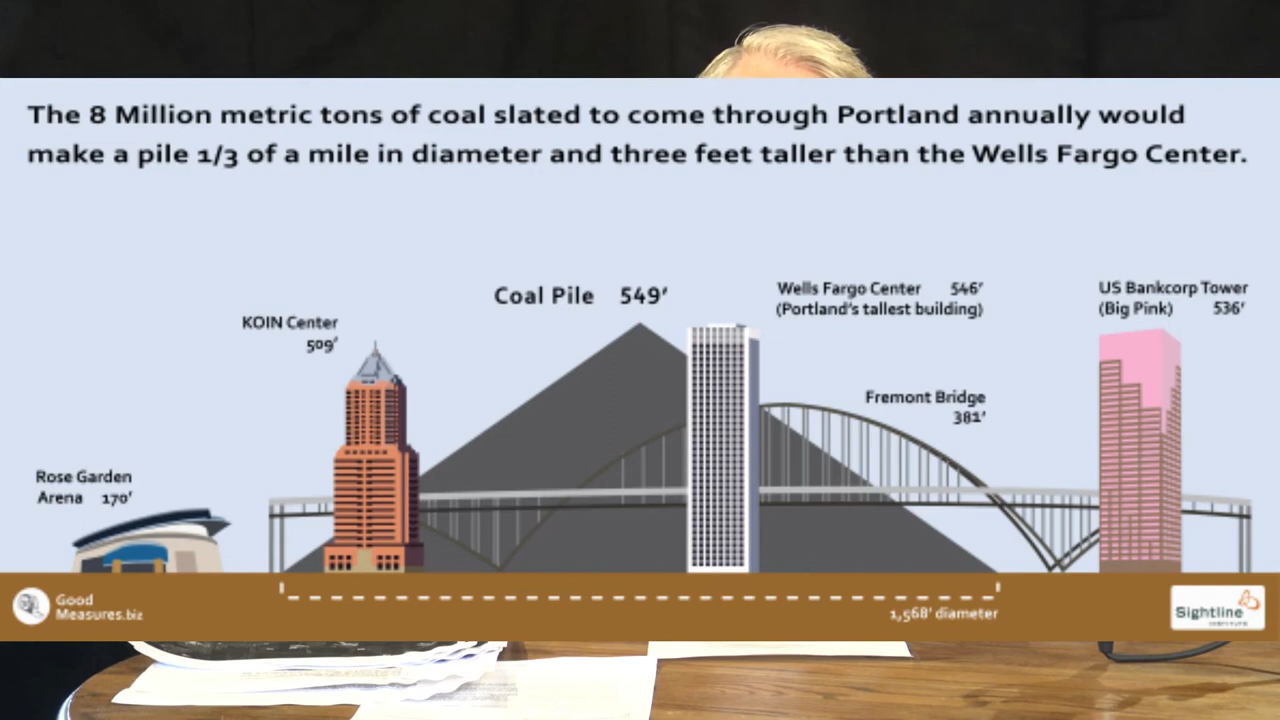 The 8 Million metric tons of coal slated to come through Portland annually would
make a pile 1/3 of a mile in diameter and three feet taller than the Wells Fargo Center.
Coal Pile 549'
Wells Fargo Center 546'
(Portland's tallest building)
US Bankcorp Tower
(Big Pink) 536'
KOIN Center
509'
Fremont Bridge
381'
Rose Garden
Arena 170'
Good
Measures.biz
1,568' diameter
Sightline
INSTITUTE